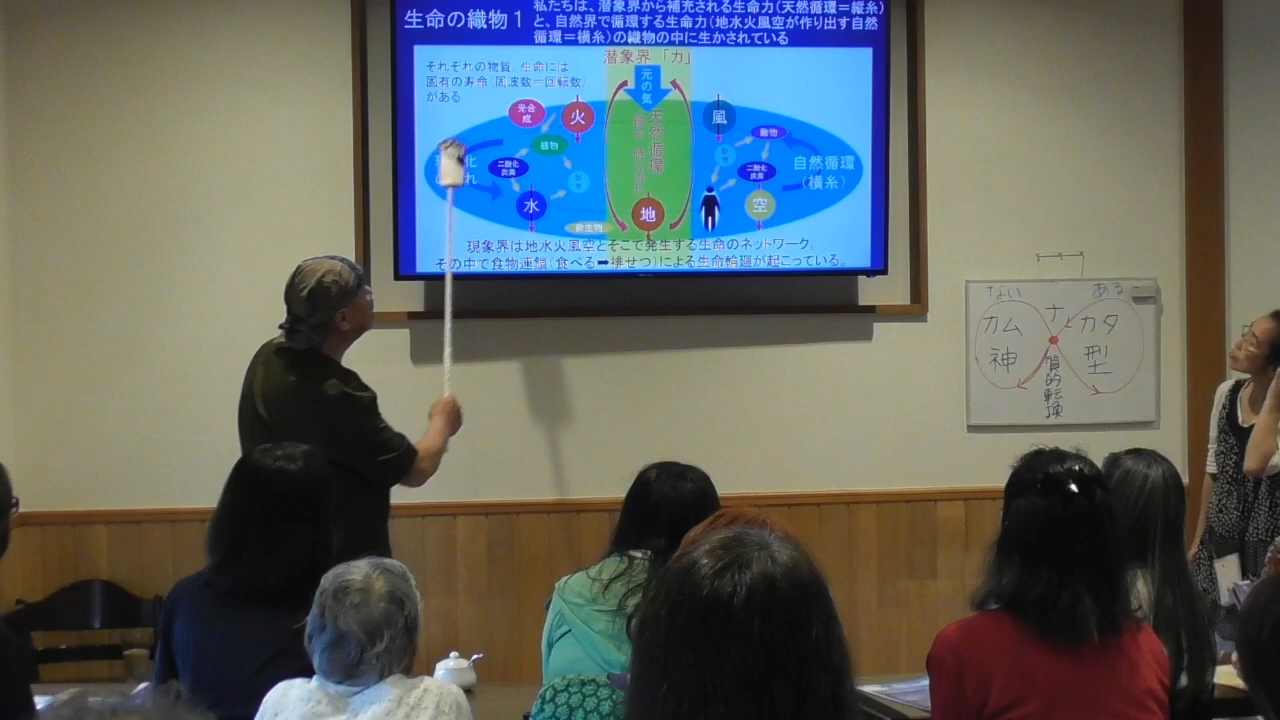 生命の織物1
私たちは、潜象界から補充される生命力(天然循環=縦糸)
と、自然界で循環する生命力(地水火風空が作り出す自然
循環=横糸)の織物の中に生かされている
潜象界「力」
それぞれの物質、生命には
固有の寿命(周波数=回転数)
がある
元の気
天然循環
光合成
火
植物
二酸化炭素
水
微生物
地
風
動物
二酸化炭素
空
自然循環
(横糸)
現象界は地水火風空とそこで発生する生命のネットワーク。
その中で食物連鎖(食べる➡排せつ)による生命輪廻が起こっている。
ない
ある
カム
ナ
カタ
神
型
質的転換